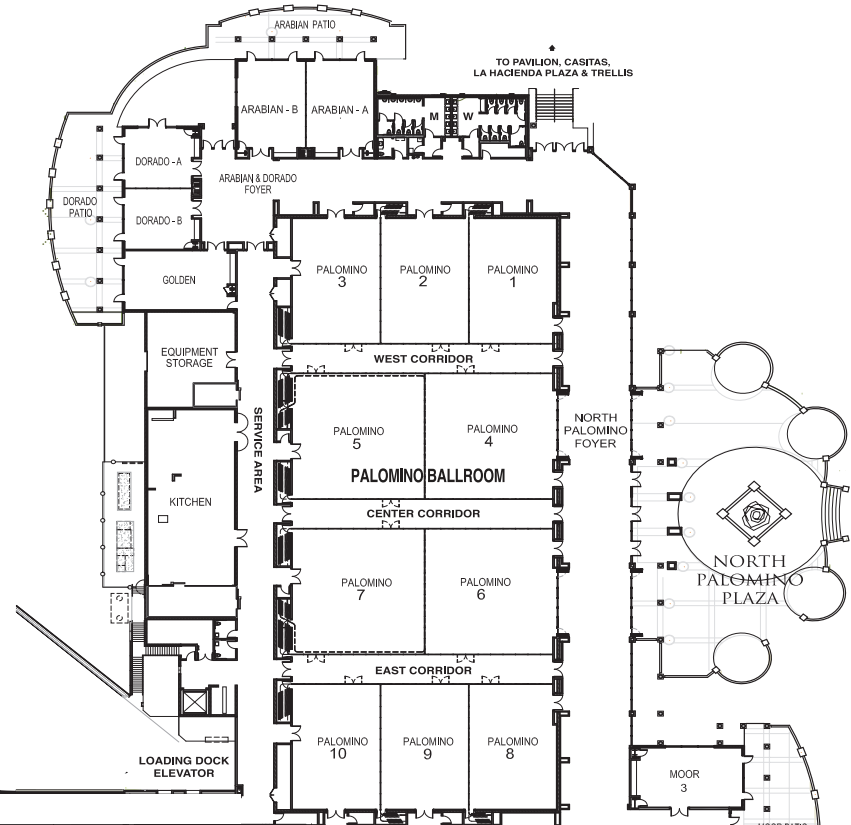 ARABIAN PATIO
TO PAVILION, CASITAS,
LA HACIENDA PLAZA & TRELLIS
ARABIAN - B
ARABIAN - A
M
W
DORADO - A
ARABIAN & DORADO
FOYER
DORADO
PATIO
DORADO - B
GOLDEN
PALOMINO
3
PALOMINO
2
PALOMINO
1
EQUIPMENT
STORAGE
WEST CORRIDOR
SERVICE AREA
PALOMINO
5
PALOMINO
4
NORTH
PALOMINO
FOYER
PALOMINO BALLROOM
KITCHEN
CENTER CORRIDOR
PALOMINO
7
PALOMINO
6
NORTH
PALOMINO
PLAZA
EAST CORRIDOR
PALOMINO
10
PALOMINO
9
PALOMINO
8
LOADING DOCK
ELEVATOR
MOOR
3